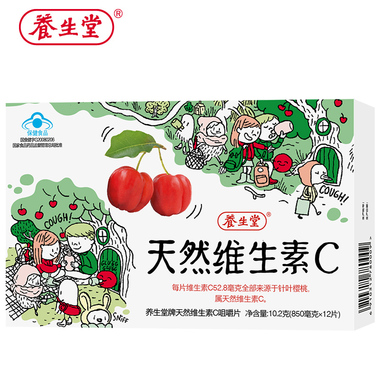 養生堂
保健食品
COUGH!
COUGH!
養生堂
天然维生素C
每片维生素C52.8毫克全部来源于针叶樱桃,
属天然维生素C。
养生堂牌天然维生素C咀嚼片 净含量:10.2克(850毫克×12片)
SNIFF